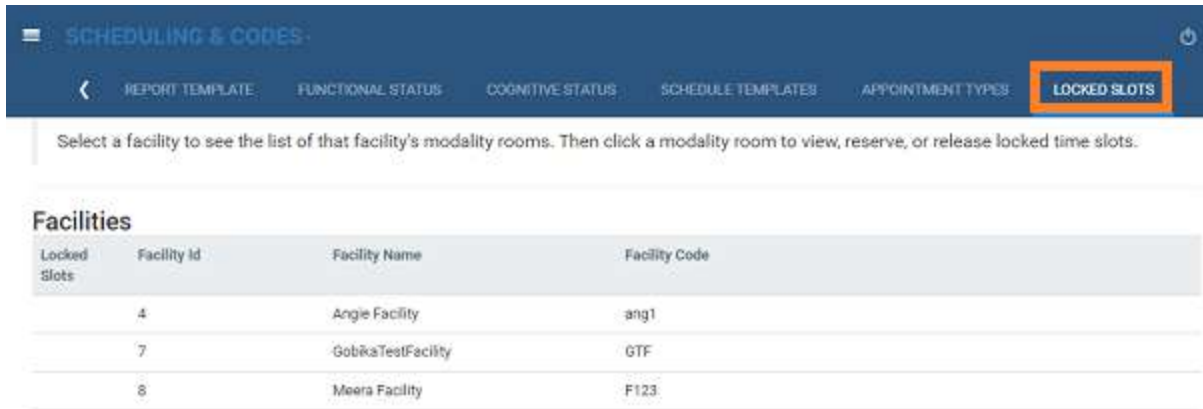 SCHEDULING & CODES
REPORT TEMPLATE FUNCTIONAL STATUS COGNITIVE STATUS SCHEDULE TEMPLATES APPOINTMENT TYPES LOCKED SLOTS
Select a facility to see the list of that facility's modality rooms. Then click a modality room to view, reserve, or release locked time slots.
Facilities
Locked Slots Facility Id Facility Name Facility Code
4 Angie Facility ang1
7 GobikaTestFacility GTF
8 Meera Facility F123